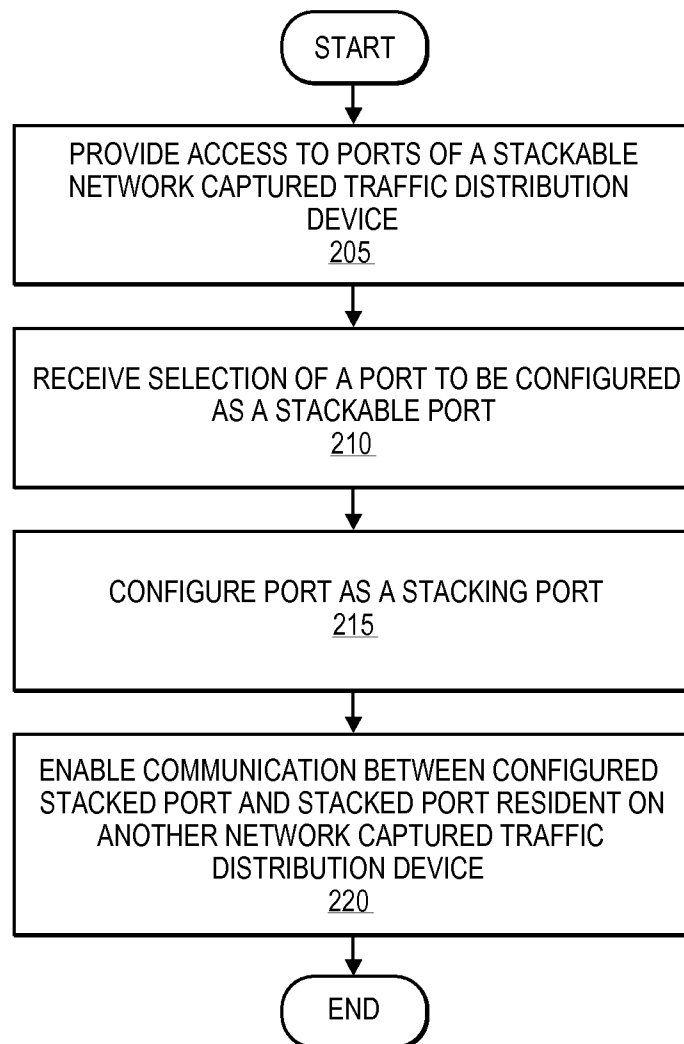 START
PROVIDE ACCESS TO PORTS OF A STACKABLE
NETWORK CAPTURED TRAFFIC DISTRIBUTION
DEVICE
205
RECEIVE SELECTION OF A PORT TO BE CONFIGURED
AS A STACKABLE PORT
210
CONFIGURE PORT AS A STACKING PORT
215
ENABLE COMMUNICATION BETWEEN CONFIGURED
STACKED PORT AND STACKED PORT RESIDENT ON
ANOTHER NETWORK CAPTURED TRAFFIC
DISTRIBUTION DEVICE
220
END